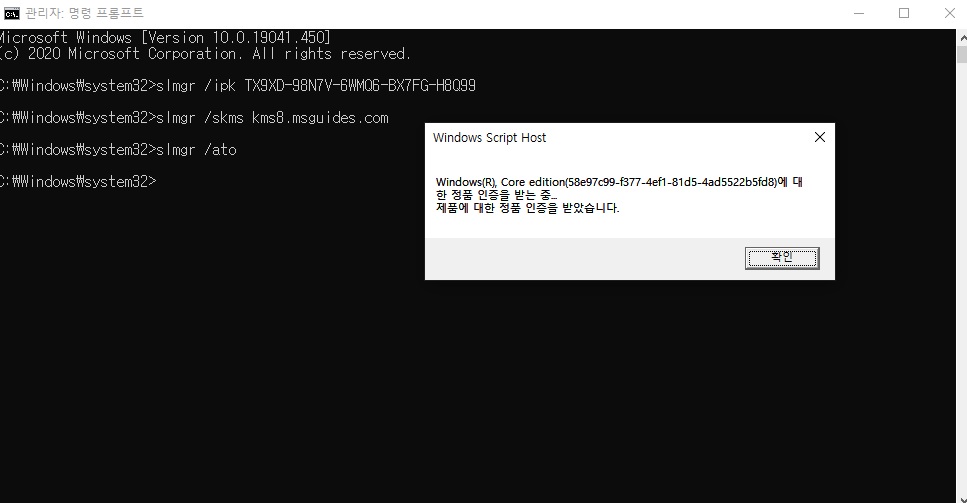 관리자: 명령 프롬프트
Microsoft Windows [Version 10.0.19041.450]
(c) 2020 Microsoft Corporation. All rights reserved.
C:₩Windows₩system32>slmgr /ipk TX9XD-98N7V-6WMQ6-BX7FG-H8Q99
C:₩Windows₩system32>slmgr /skms kms8.msguides.com
C:₩Windows₩system32>slmgr /ato
C:₩Windows₩system32>
Windows Script Host
Windows(R), Core edition(58e97c99-f377-4ef1-81d5-4ad5522b5fd8)에 대
한 정품 인증을 받는 중...
제품에 대한 정품 인증을 받았습니다.
확인